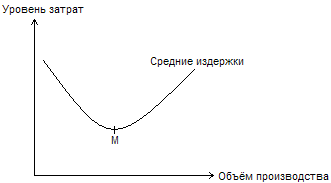 Уровень затрат
Средние издержки
М
Объём производства